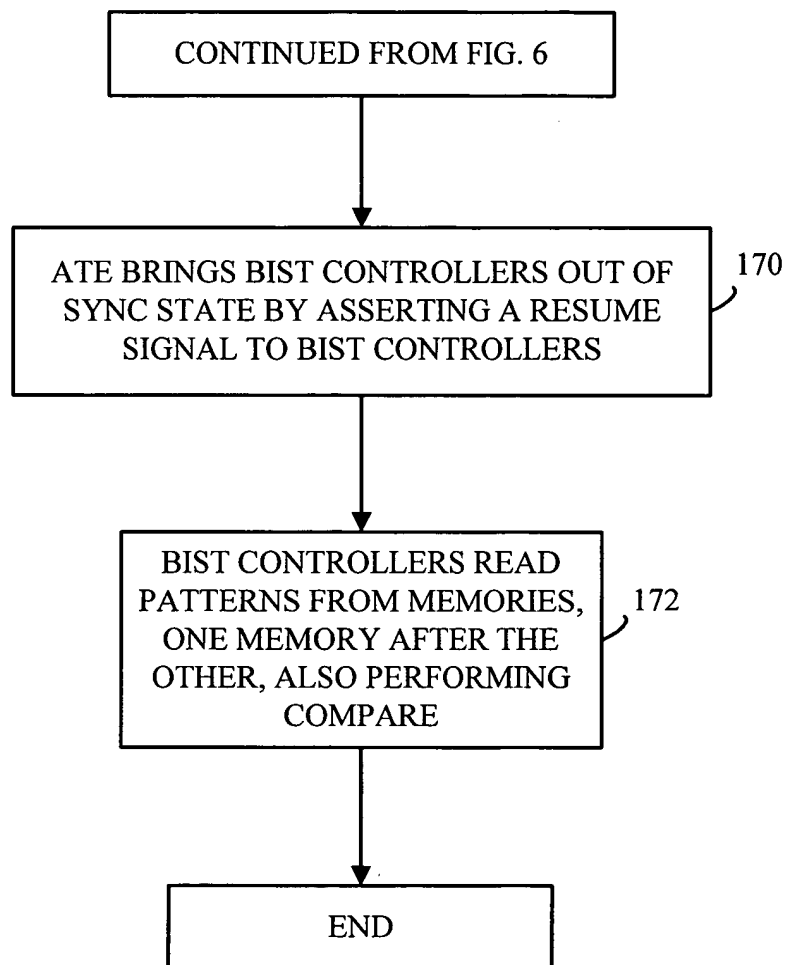 CONTINUED FROM FIG. 6
ATE BRINGS BIST CONTROLLERS OUT OF
SYNC STATE BY ASSERTING A RESUME
SIGNAL TO BIST CONTROLLERS
170
BIST CONTROLLERS READ
PATTERNS FROM MEMORIES,
ONE MEMORY AFTER THE
OTHER, ALSO PERFORMING
COMPARE
172
END